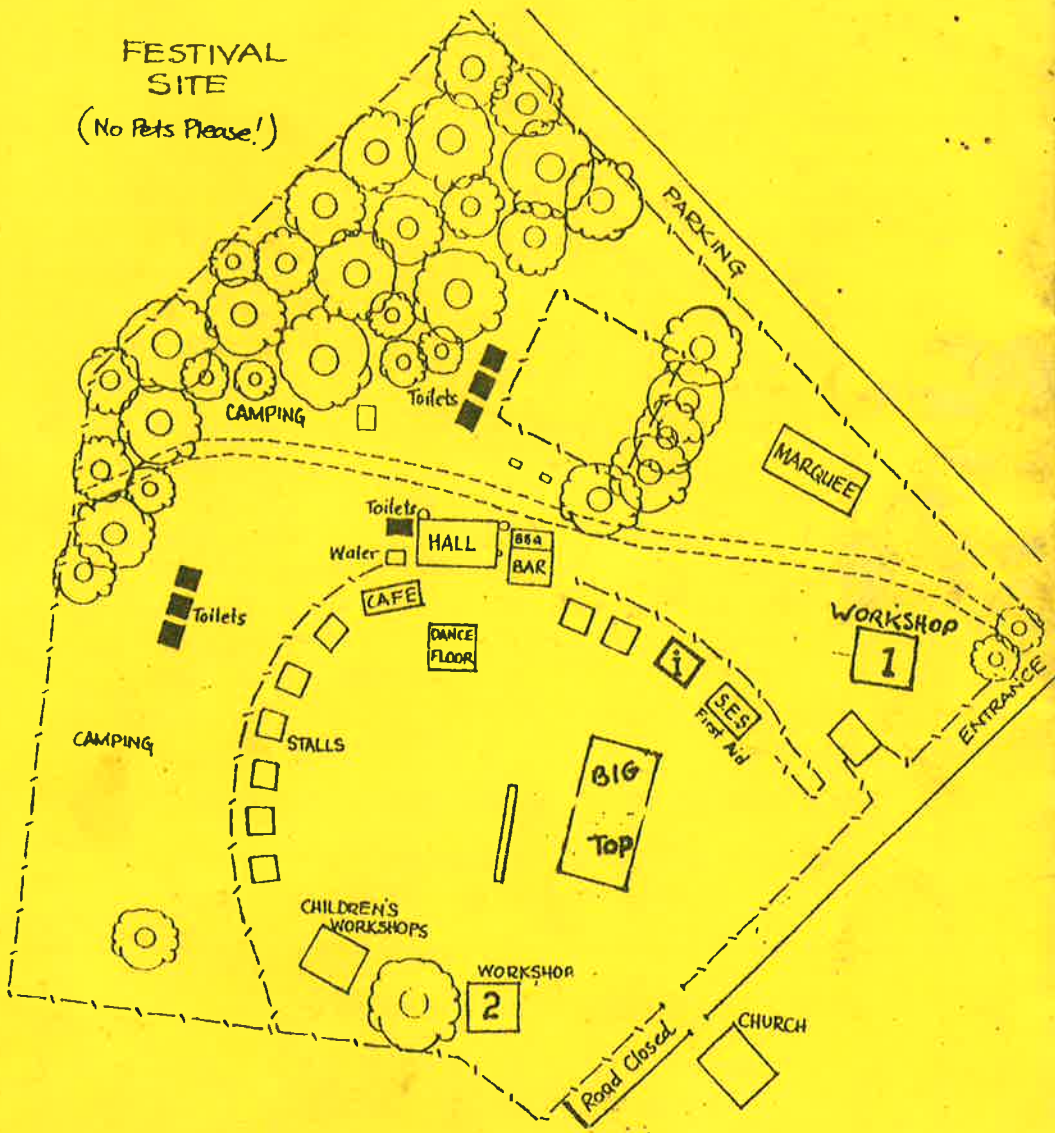 FESTIVAL
SITE
(No Pets Please!)
PARKING
Toilets
CAMPING
MARQUEE
Toilets
HALL
BBQ
BAR
Water
CAFE
WORKSHOP
1
Toilets
DANCE
FLOOR
i
S.E.S
First Aid
ENTRANCE
CAMPING
STALLS
BIG
TOP
CHILDREN'S
WORKSHOPS
WORKSHOP
2
CHURCH
Road Closed